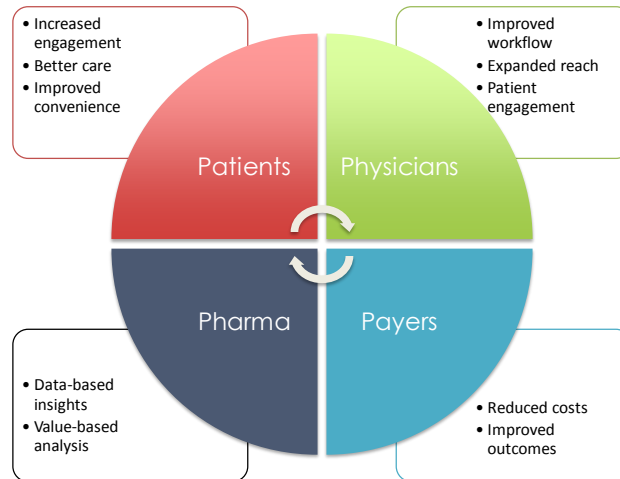 • Increased
engagement
• Better care
• Improved
convenience
• Improved
workflow
• Expanded reach
• Patient
engagement
Patients
Physicians
Pharma
Payers
• Data-based
insights
• Value-based
analysis
• Reduced costs
• Improved
outcomes